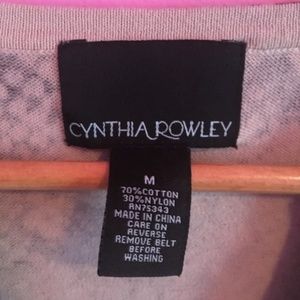 CYNTHIA ROWLEY
M
70%COTTON
30%NYLON
RN75343
MADE IN CHINA
CARE ON
REVERSE
REMOVE BELT
BEFORE
WASHING